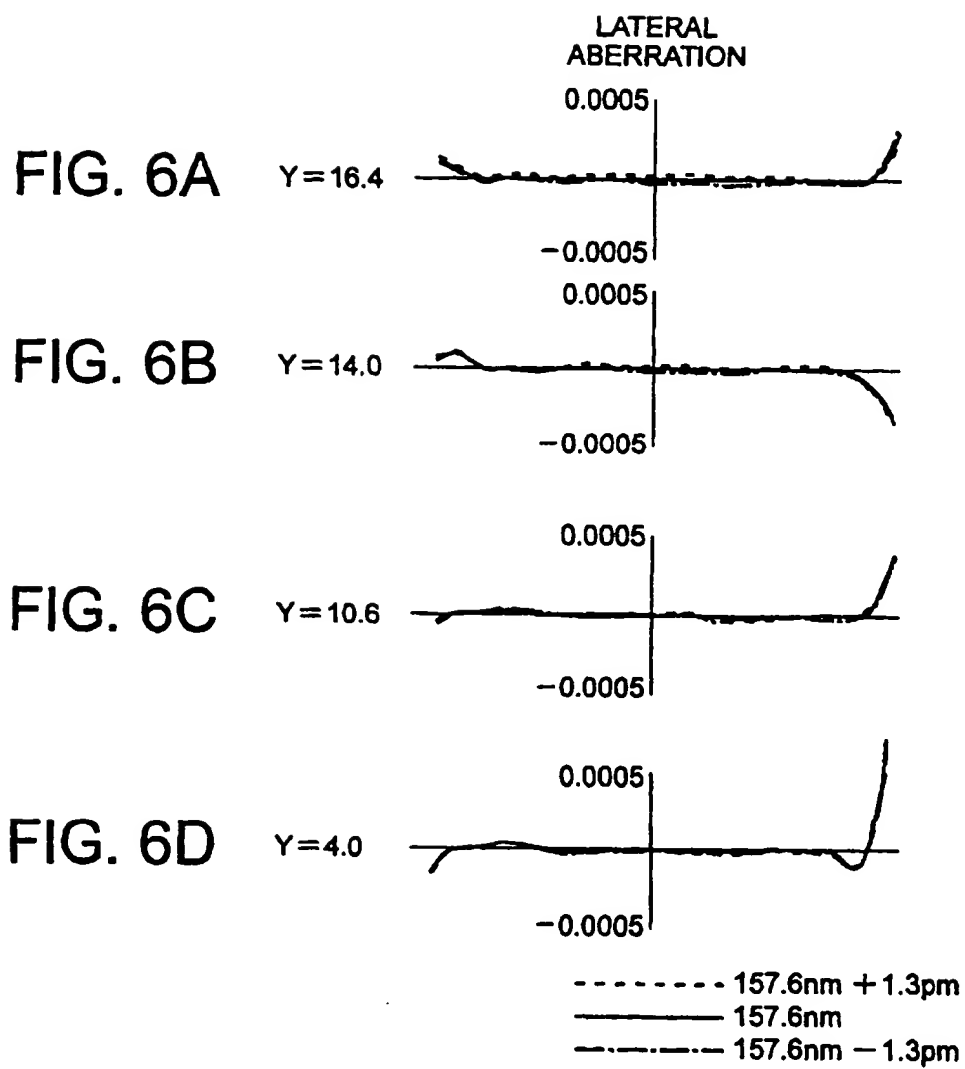 LATERAL
ABERRATION
0.0005
FIG. 6A Y=16.4
−0.0005
0.0005
FIG. 6B Y=14.0
−0.0005
0.0005
FIG. 6C Y=10.6
−0.0005
0.0005
FIG. 6D Y=4.0
−0.0005
157.6nm +1.3pm
157.6nm
157.6nm −1.3pm